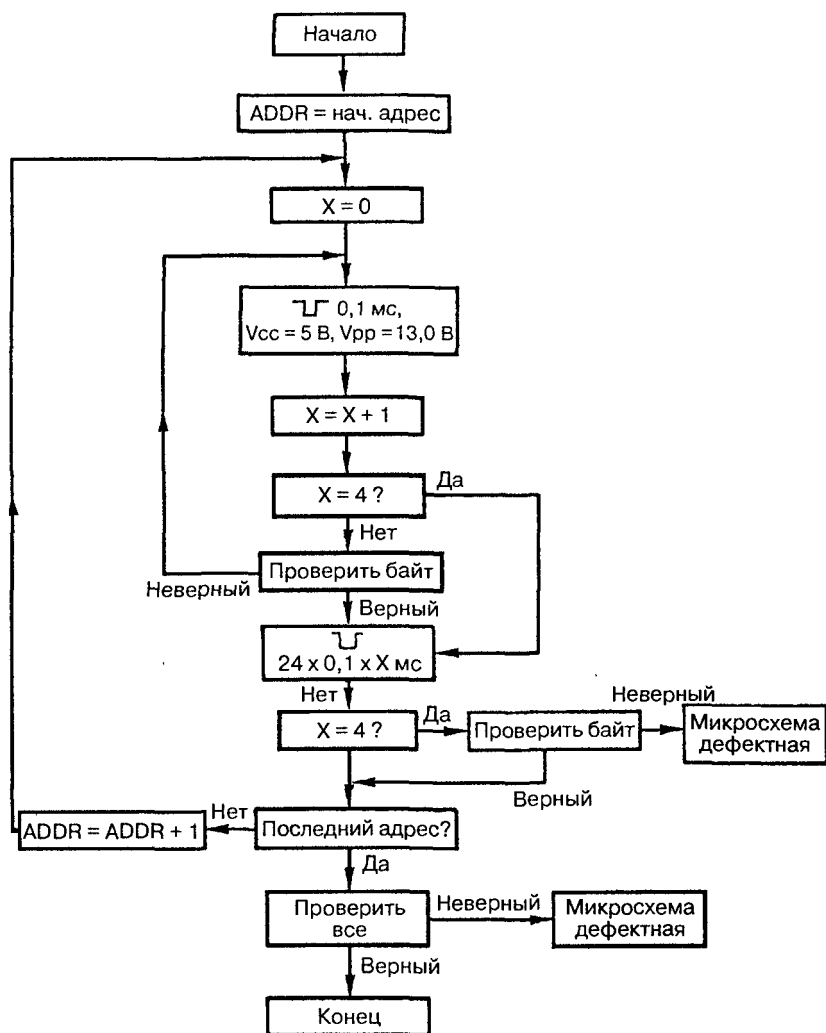 Начало
ADDR = нач. адрес
X = 0
0,1 мс,
Vcc = 5 В, Vpp = 13,0 В
X = X + 1
X = 4 ?
Да
Нет
Проверить байт
Неверный
Верный
24 x 0,1 x X мс
Нет
X = 4 ?
Да
Проверить байт
Неверный
Микросхема
дефектная
Верный
Последний адрес?
Нет
ADDR = ADDR + 1
Да
Проверить
все
Неверный
Микросхема
дефектная
Верный
Конец